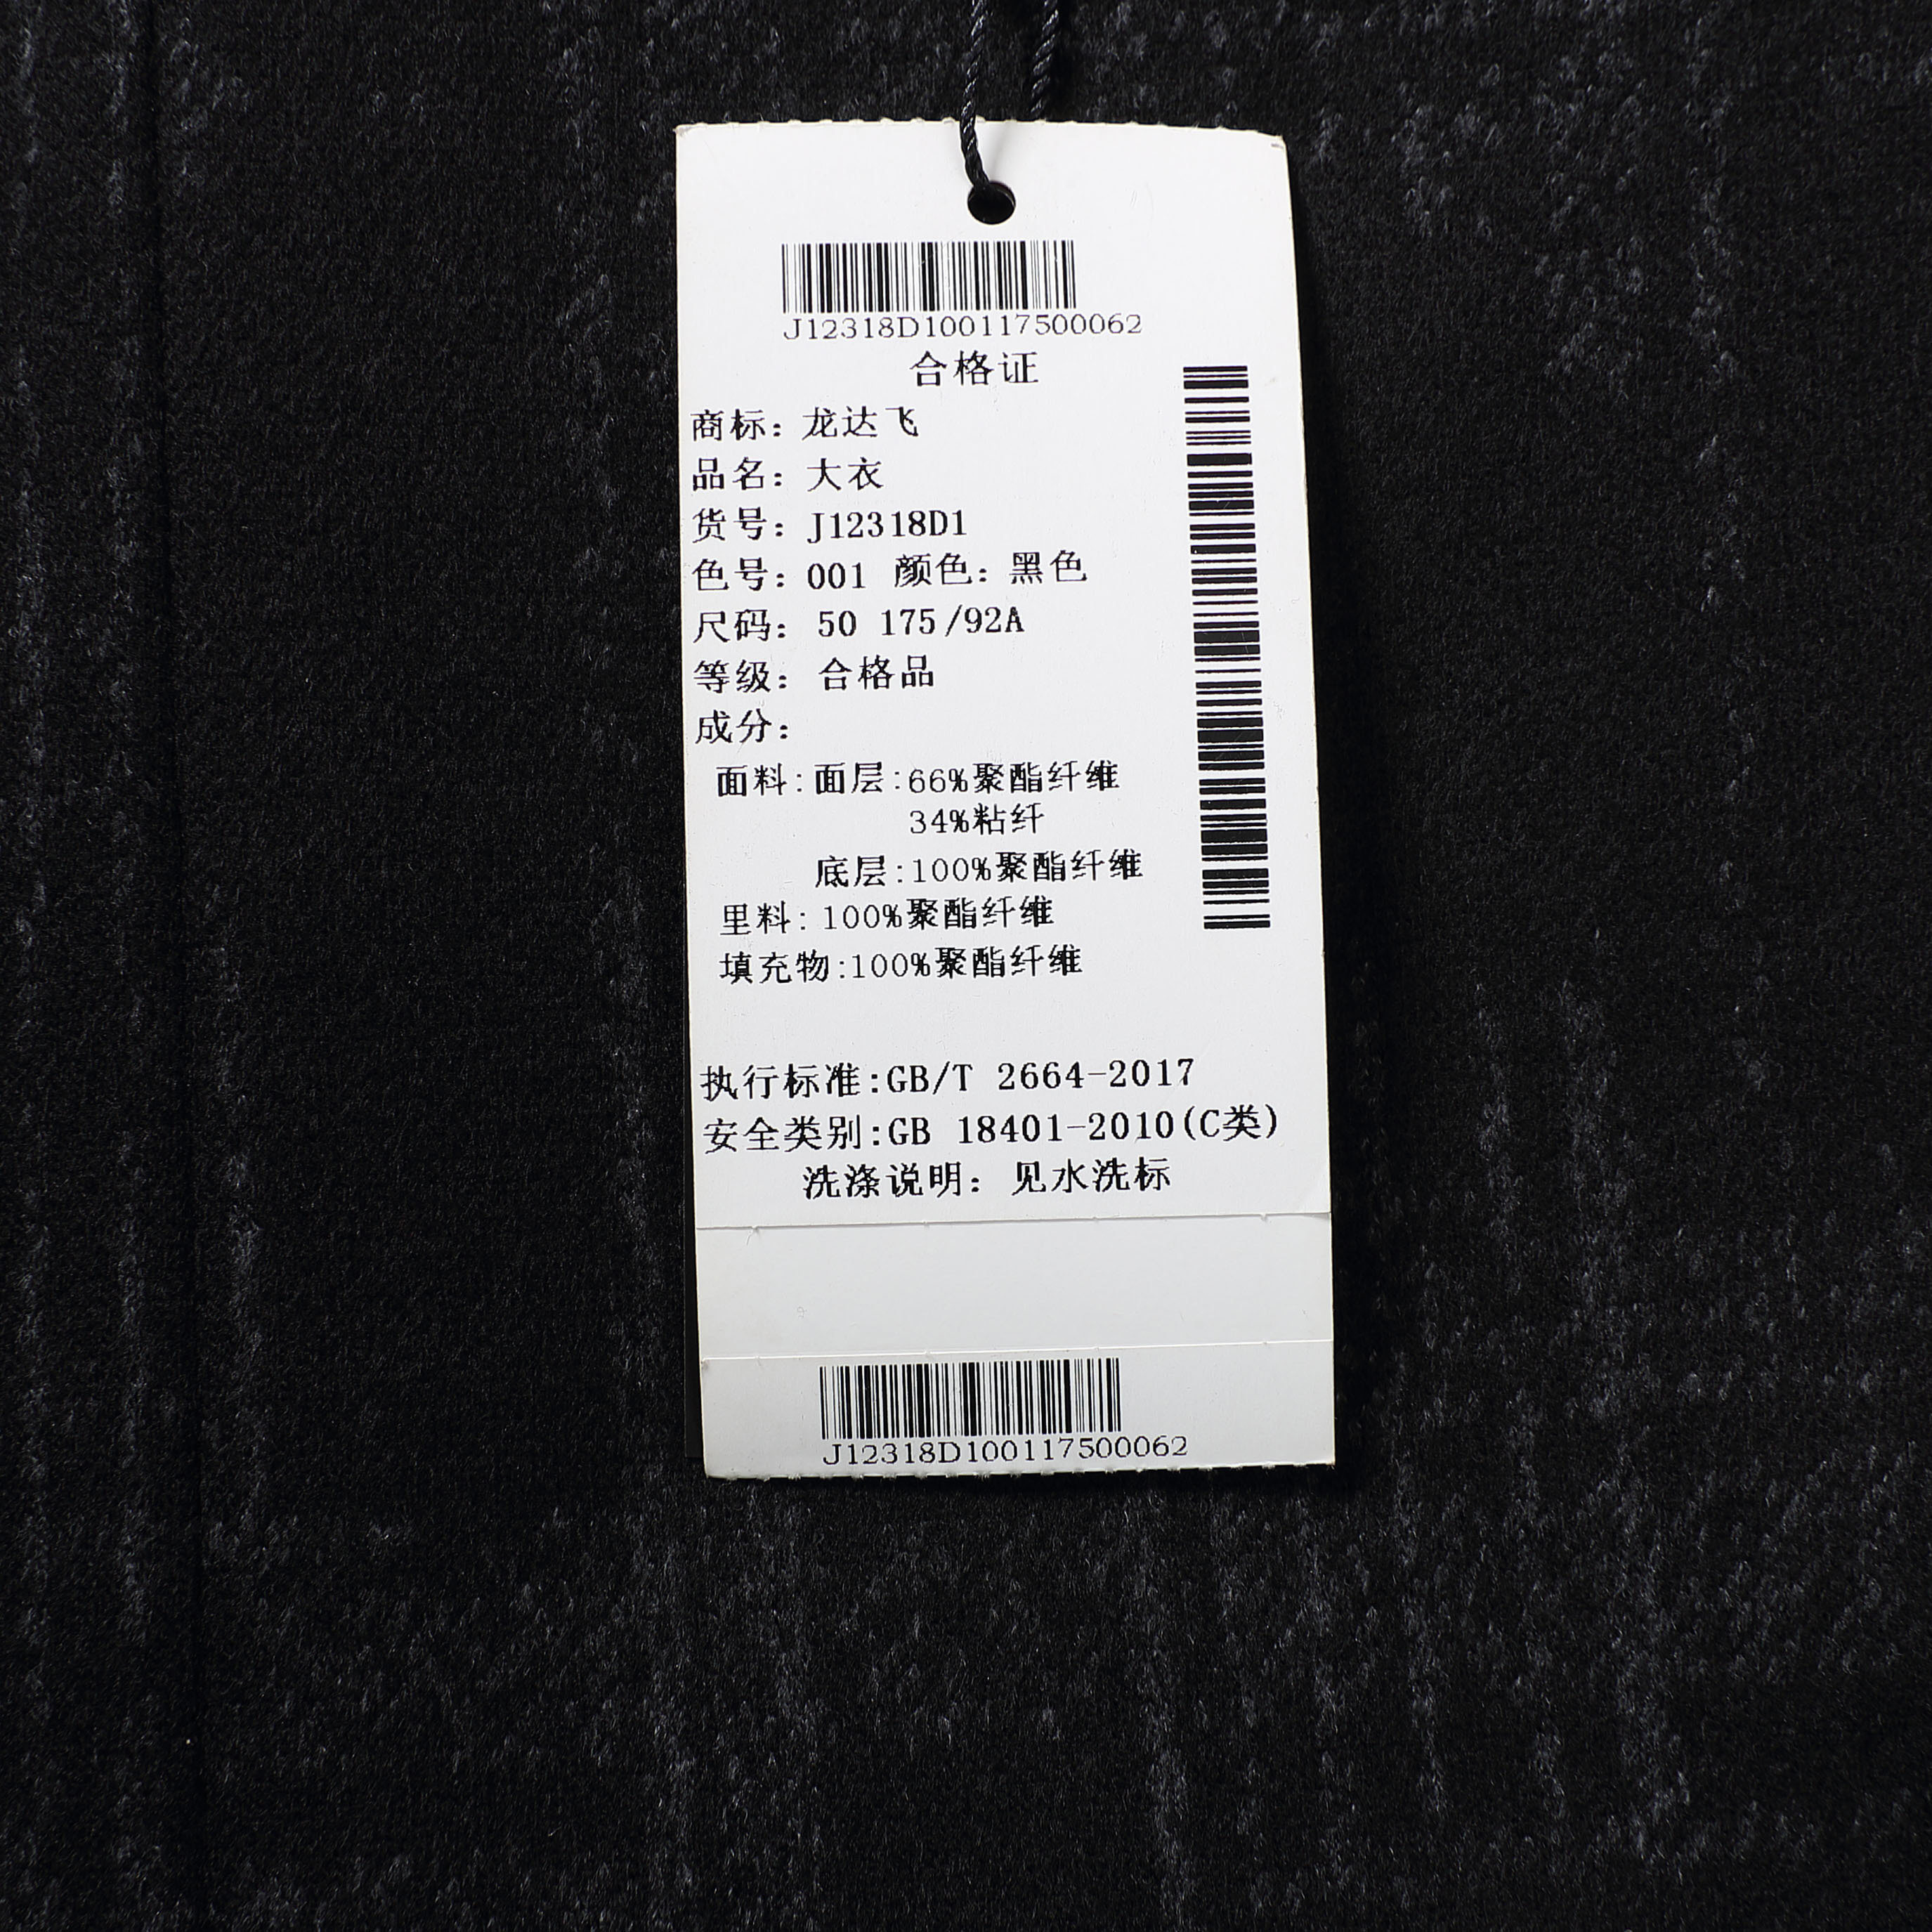 J12318D100117500062
合格证
商标：龙达飞
品名：大衣
货号：J12318D1
色号：001 颜色：黑色
尺码：50 175/92A
等级：合格品
成分：
面料:面层:66%聚酯纤维
34%粘纤
底层:100%聚酯纤维
里料:100%聚酯纤维
填充物:100%聚酯纤维
执行标准:GB/T 2664-2017
安全类别:GB 18401-2010(C类)
洗涤说明：见水洗标
J12318D100117500062